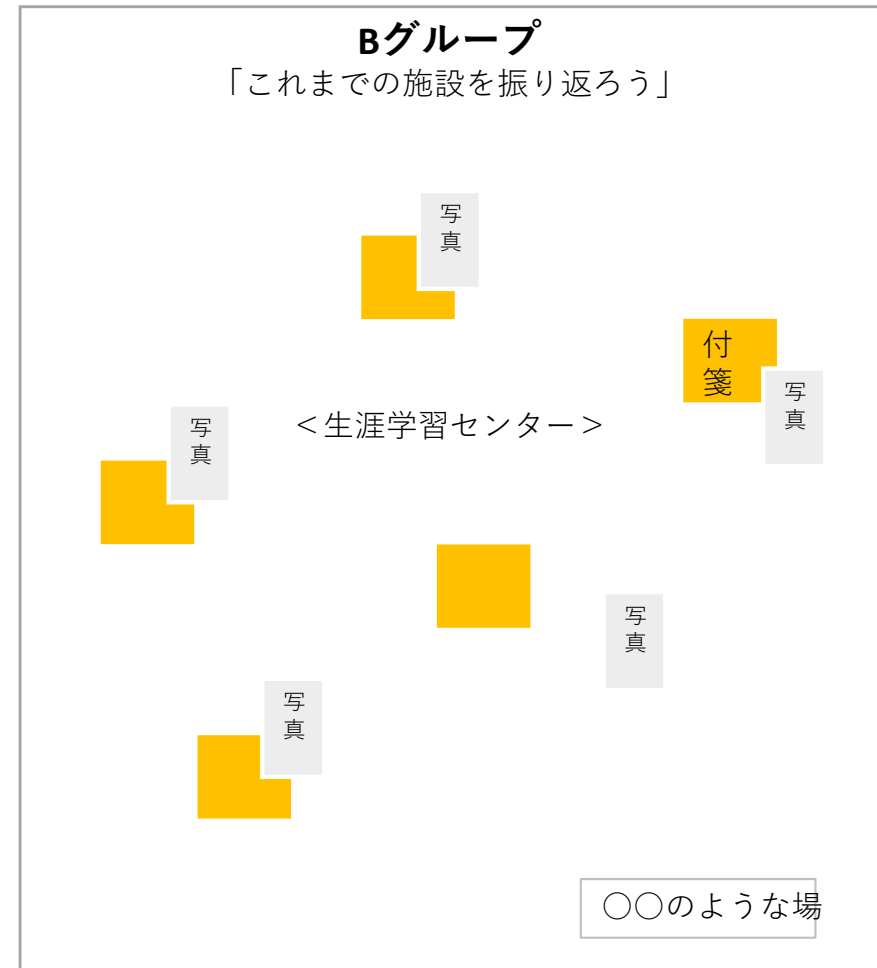 Bグループ
「これまでの施設を振り返ろう」
写真
付箋
写真
写真
＜生涯学習センター＞
写真
写真
○○のような場